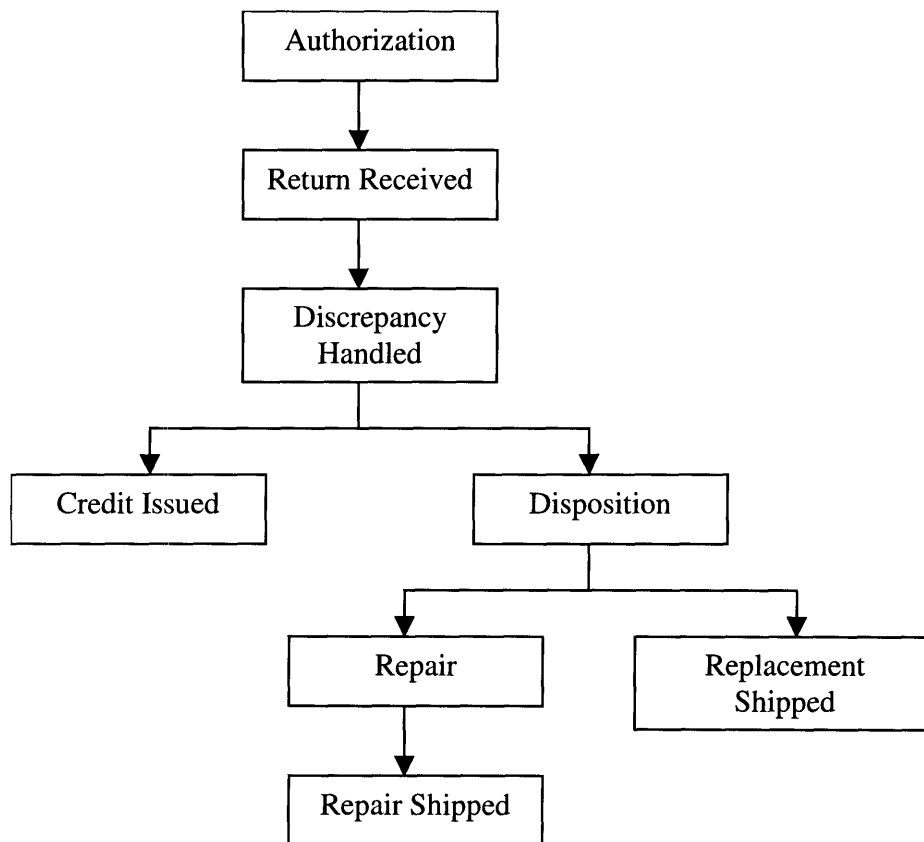 Authorization
Return Received
Discrepancy
Handled
Credit Issued
Disposition
Repair
Replacement
Shipped
Repair Shipped